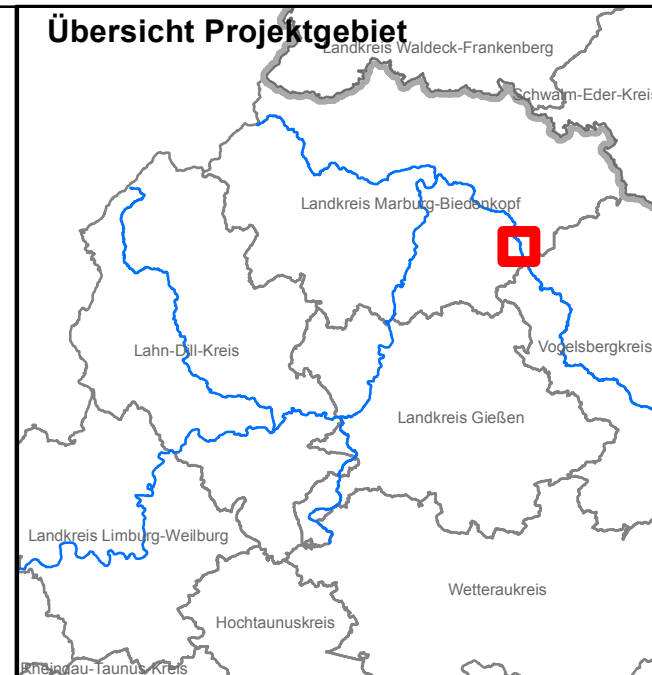 Übersicht Projektgebiet
Landkreis Waldeck-Frankenberg
Schwalm-Eder-Kreis
Landkreis Marburg-Biedenkopf
Vogelsbergkreis
Lahn-Dill-Kreis
Landkreis Gießen
Landkreis Limburg-Weilburg
Wetteraukreis
Hochtaunuskreis
Rheingau-Taunus-Kreis